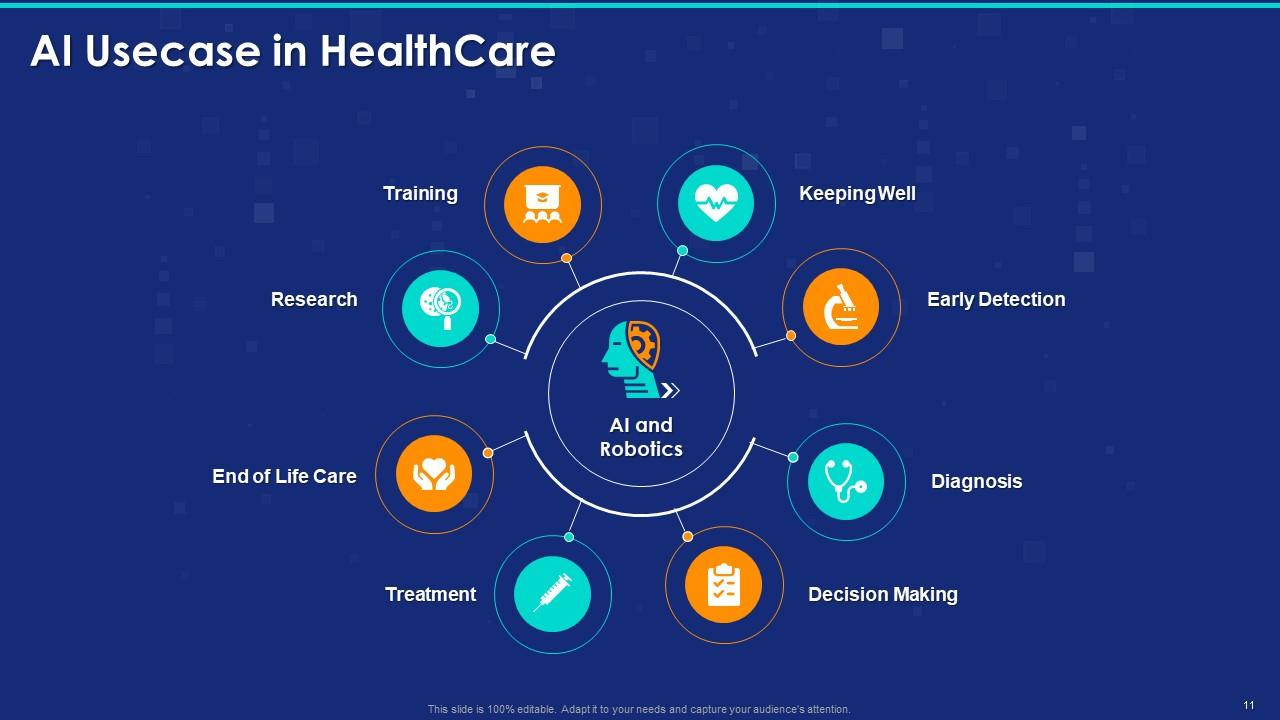 AI Usecase in HealthCare
Training
Keeping Well
Research
Early Detection
AI and
Robotics
End of Life Care
Diagnosis
Treatment
Decision Making
This slide is 100% editable. Adapt it to your needs and capture your audience's attention.
11